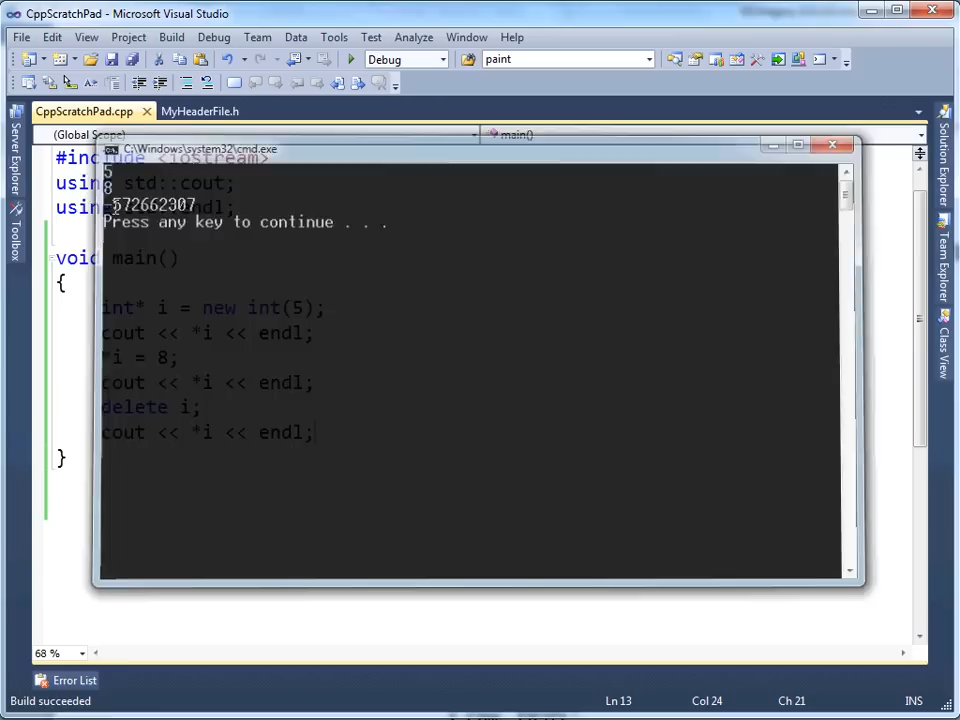 CppScratchPad - Microsoft Visual Studio
File Edit View Project Build Debug Team Data Tools Test Analyze Window Help
Debug paint
CppScratchPad.cpp MyHeaderFile.h
(Global Scope) main()
C:\Windows\system32\cmd.exe
#include <iostream>
5
using std::cout;
8
-572662307
using endl;
Press any key to continue . . .
void main()
{
int* i = new int(5);
cout << *i << endl;
*i = 8;
cout << *i << endl;
delete i;
cout << *i << endl;
}
Server Explorer
Toolbox
Solution Explorer
Team Explorer
Class View
68 %
Error List
Build succeeded Ln 13 Col 24 Ch 21 INS